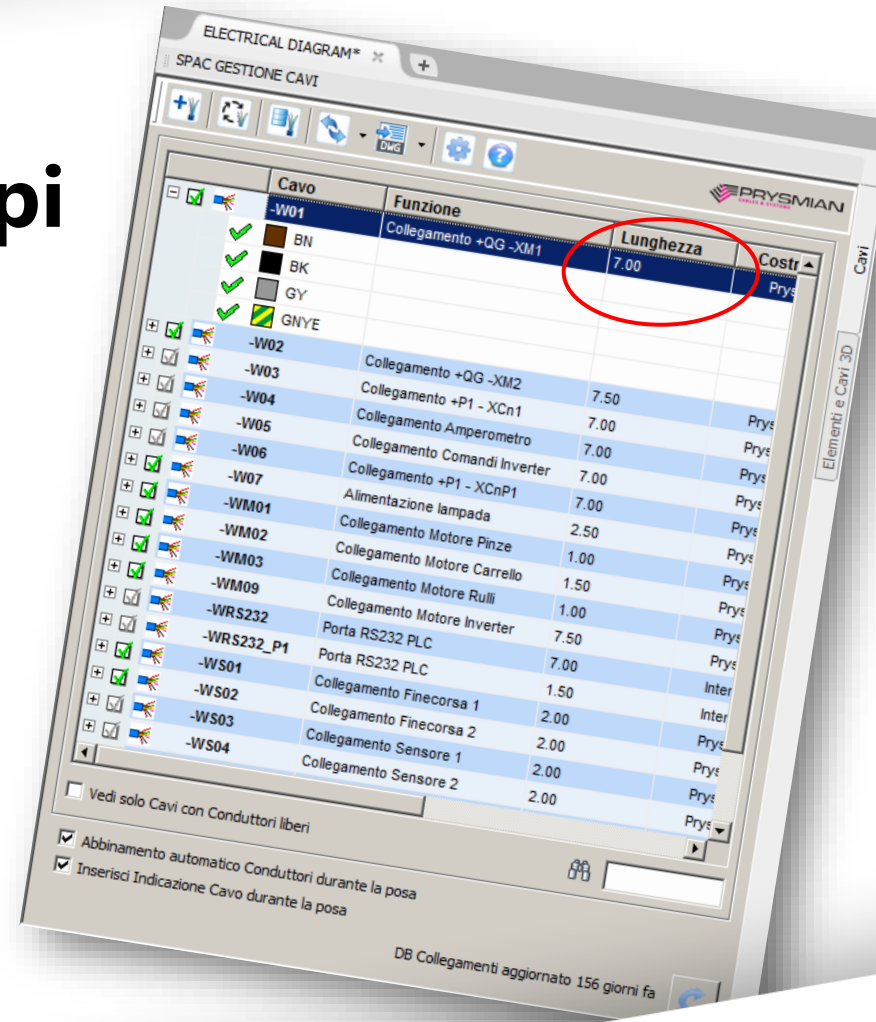 pi
ELECTRICAL DIAGRAM*
SPAC GESTIONE CAVI
DWG
PRYSMIAN
Cavo Funzione Lunghezza Costr
-W01 Collegamento +QG -XM1 7.00 Prys
BN
BK
GY
GNYE
-W02 Collegamento +QG -XM2 7.50 Prys
-W03 Collegamento +P1 - XCn1 7.00 Prys
-W04 Collegamento Amperometro 7.00 Prys
-W05 Collegamento Comandi Inverter 7.00 Prys
-W06 Collegamento +P1 - XCnP1 7.00 Prys
-W07 Alimentazione lampada 2.50 Prys
-WM01 Collegamento Motore Pinze 1.00 Prys
-WM02 Collegamento Motore Carrello 1.50 Prys
-WM03 Collegamento Motore Rulli 1.00 Prys
-WM09 Collegamento Motore Inverter 7.50 Prys
-WRS232 Porta RS232 PLC 7.00 Inter
-WRS232_P1 Porta RS232 PLC 1.50 Inter
-WS01 Collegamento Finecorsa 1 2.00 Prys
-WS02 Collegamento Finecorsa 2 2.00 Prys
-WS03 Collegamento Sensore 1 2.00 Prys
-WS04 Collegamento Sensore 2 2.00 Prys
Cavi
Elementi e Cavi 3D
Vedi solo Cavi con Conduttori liberi
Abbinamento automatico Conduttori durante la posa
Inserisci Indicazione Cavo durante la posa
DB Collegamenti aggiornato 156 giorni fa